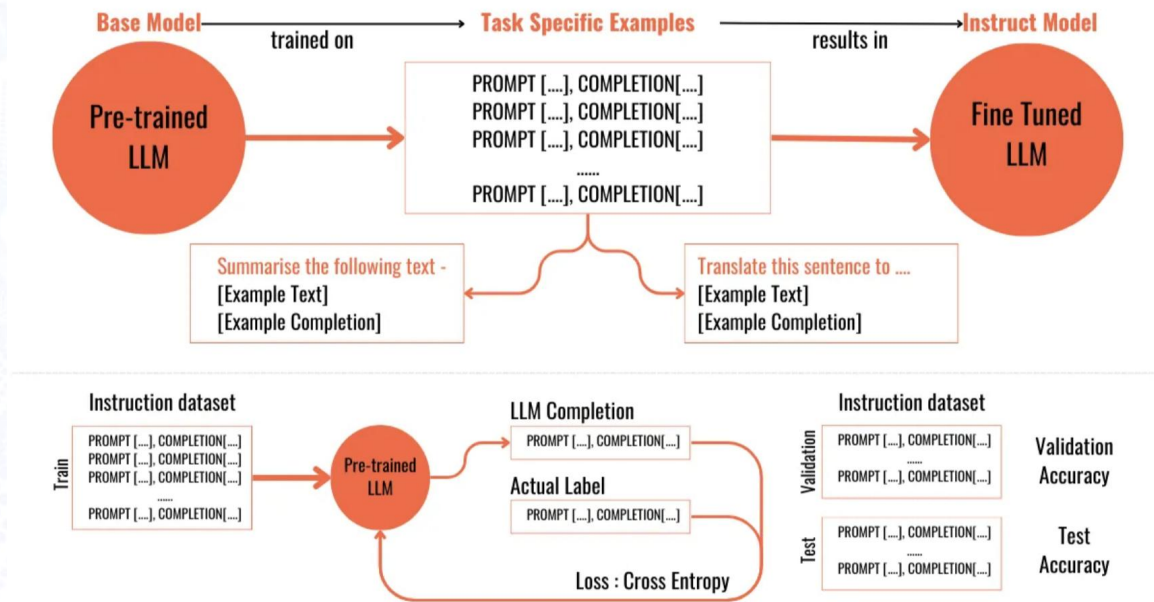 Base Model
trained on
Task Specific Examples
results in
Instruct Model
Pre-trained
LLM
PROMPT [....], COMPLETION[....]
PROMPT [....], COMPLETION[....]
PROMPT [....], COMPLETION[....]
......
PROMPT [....], COMPLETION[....]
Fine Tuned
LLM
Summarise the following text -
[Example Text]
[Example Completion]
Translate this sentence to ....
[Example Text]
[Example Completion]
Instruction dataset
Train
PROMPT [....], COMPLETION[....]
PROMPT [....], COMPLETION[....]
PROMPT [....], COMPLETION[....]
......
PROMPT [....], COMPLETION[....]
Pre-trained
LLM
LLM Completion
PROMPT [....], COMPLETION[....]
Actual Label
PROMPT [....], COMPLETION[....]
Loss : Cross Entropy
Instruction dataset
Validation
PROMPT [....], COMPLETION[....]
......
PROMPT [....], COMPLETION[....]
Validation
Accuracy
Test
PROMPT [....], COMPLETION[....]
......
PROMPT [....], COMPLETION[....]
Test
Accuracy